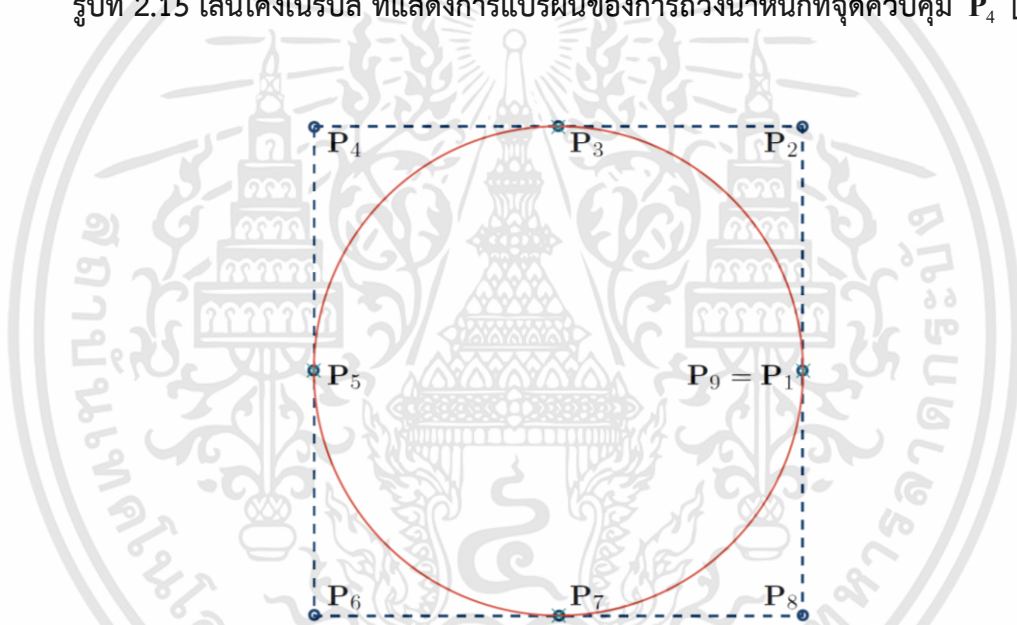 รูปที่ 2.15 เส้นโค้งเนิร์บส์ ที่แสดงการแปรผันของการถ่วงน้ำหนักที่จุดควบคุม P₄ [
P₄ P₃ P₂
P₅ P₉ = P₁
P₆ P₇ P₈